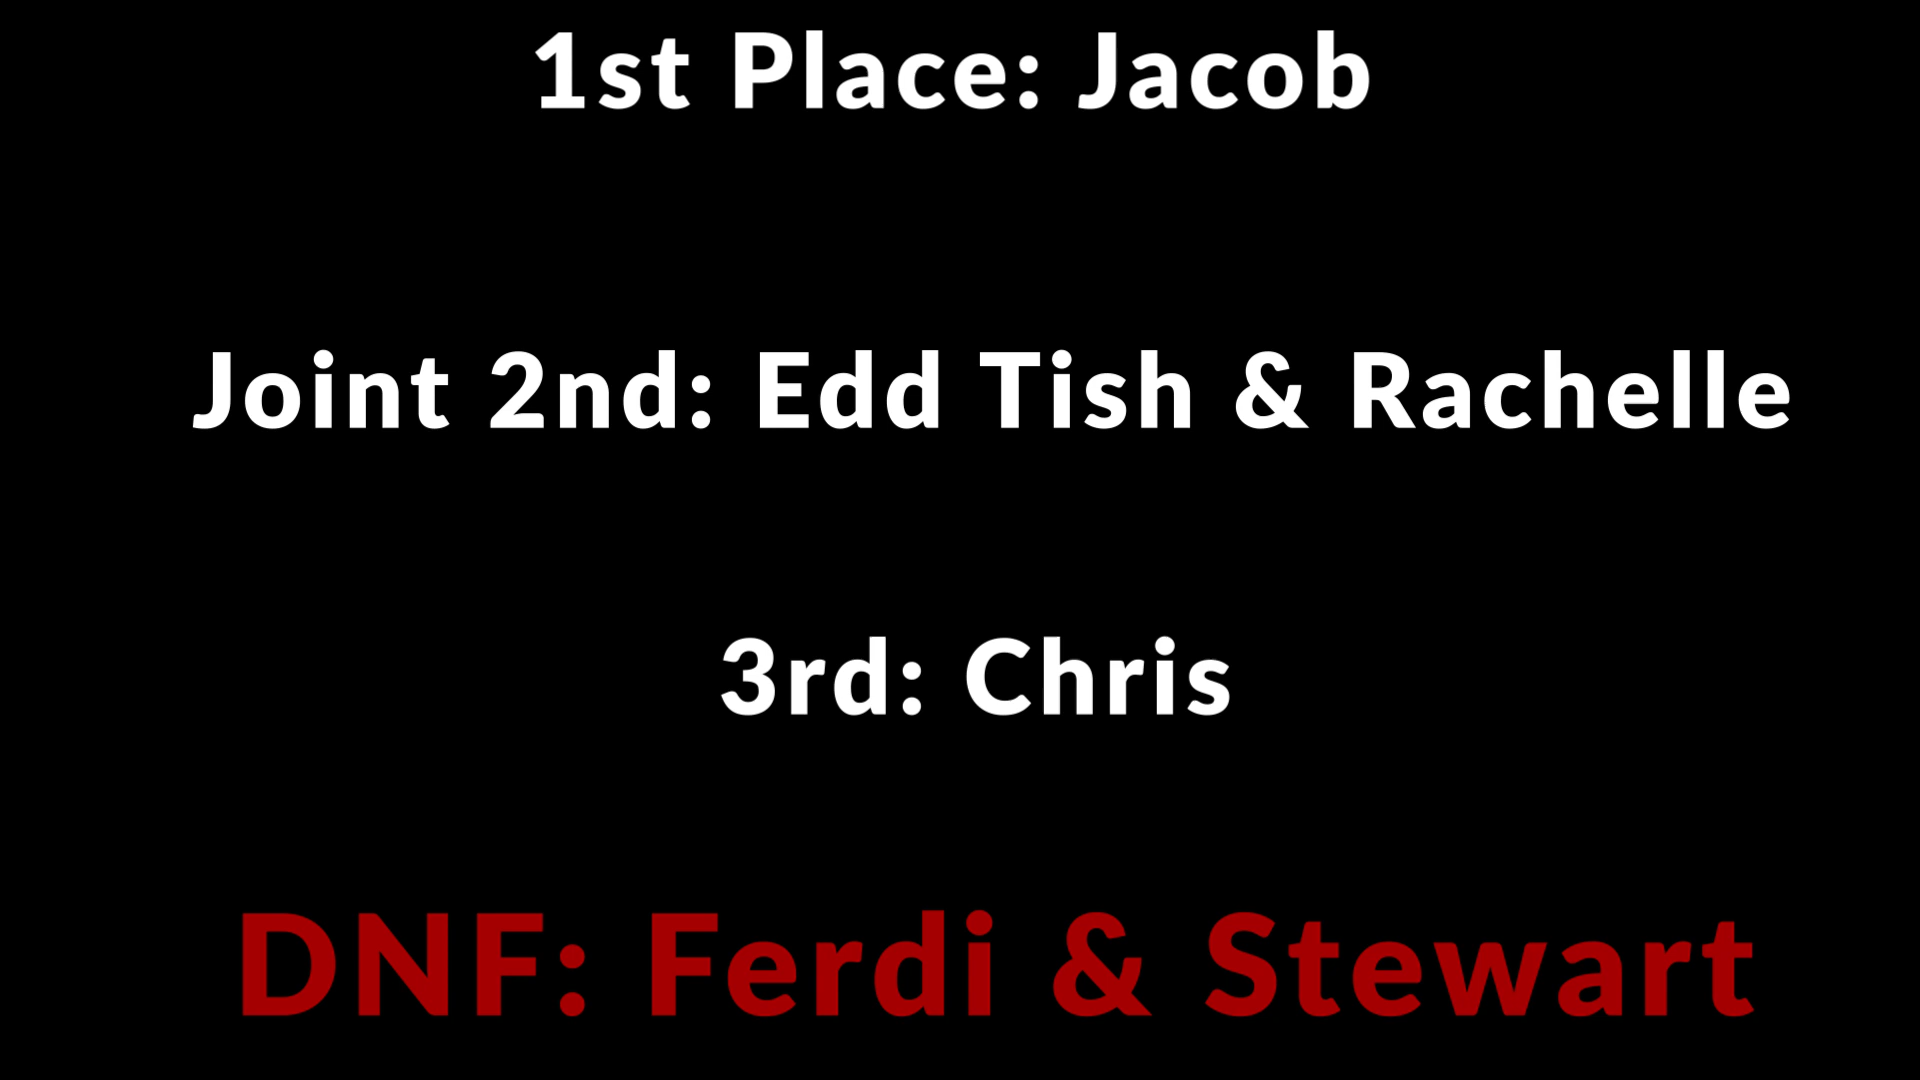 1st Place: Jacob
Joint 2nd: Edd Tish & Rachelle
3rd: Chris
DNF: Ferdi & Stewart